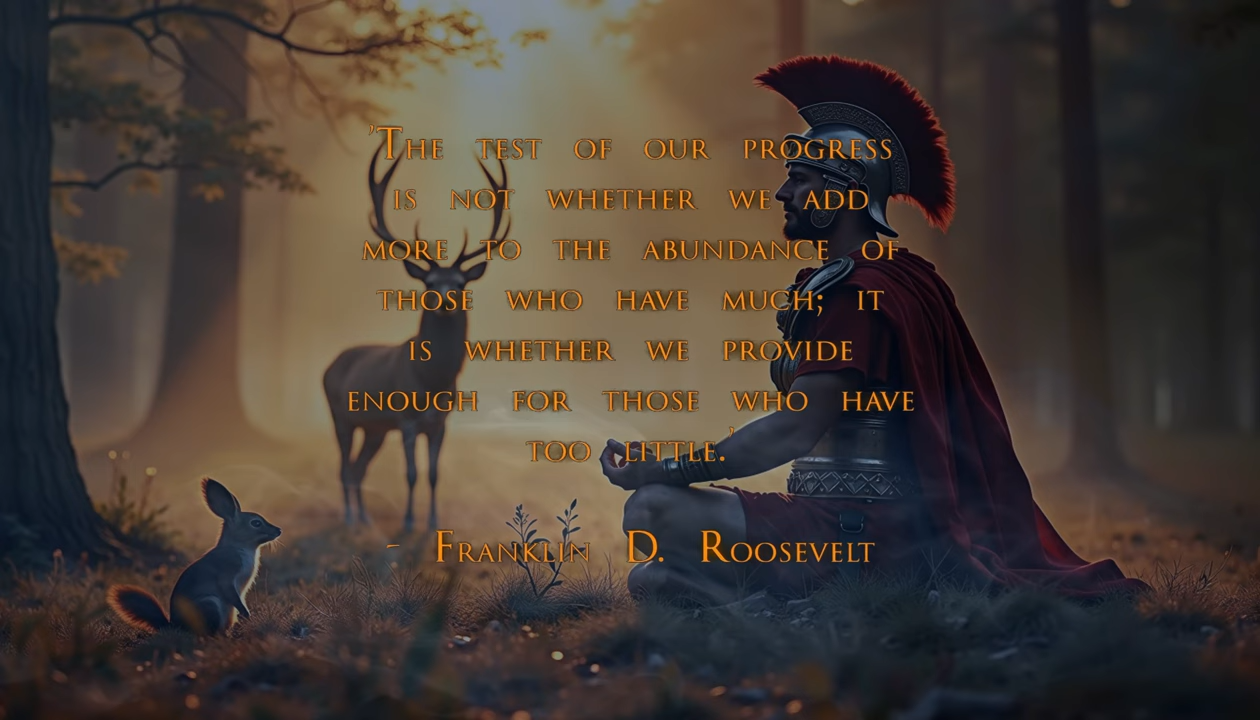 'The test of our progress
is not whether we add
more to the abundance of
those who have much; it
is whether we provide
enough for those who have
too little.'
- Franklin D. Roosevelt